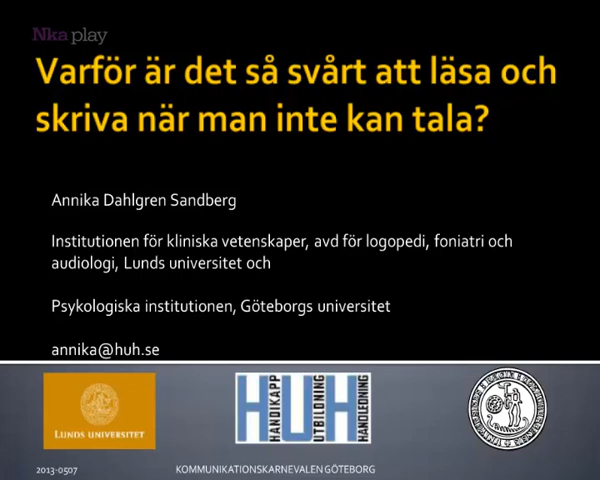 Nka play
Varför är det så svårt att läsa och
skriva när man inte kan tala?
Annika Dahlgren Sandberg
Institutionen för kliniska vetenskaper, avd för logopedi, foniatri och
audiologi, Lunds universitet och
Psykologiska institutionen, Göteborgs universitet
annika@huh.se
LUNDS UNIVERSITET
HUH
HANDIKAPP
UTBILDNING
HANDLEDNING
2013-0507
KOMMUNIKATIONSKARNEVALEN GÖTEBORG